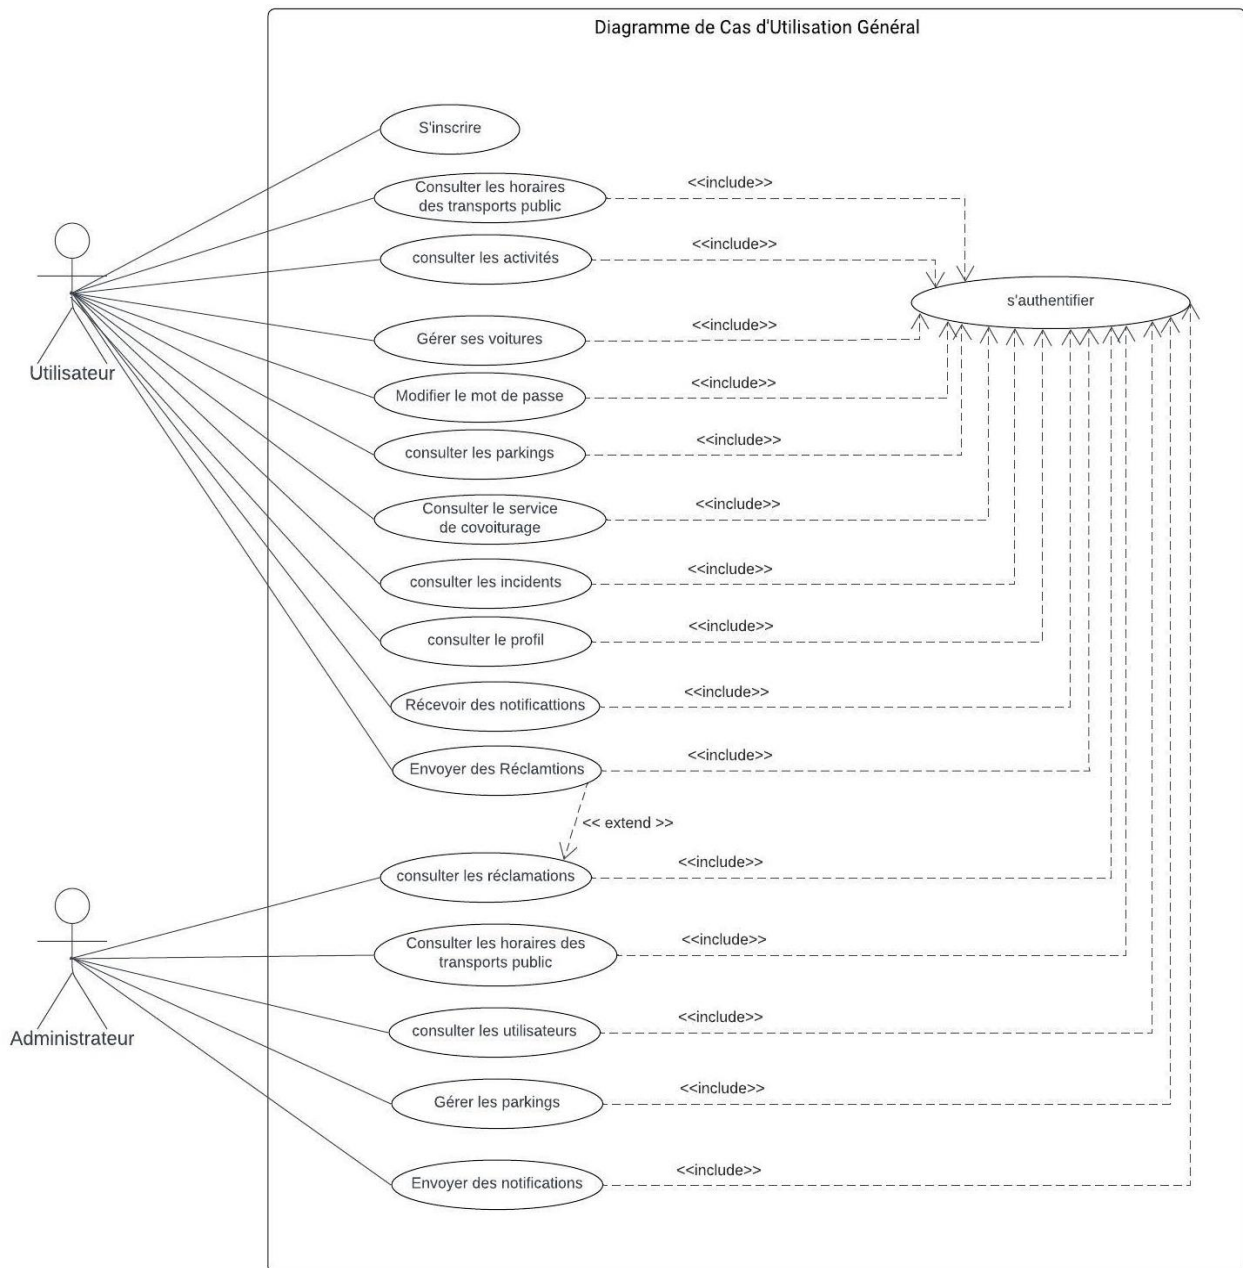 Diagramme de Cas d'Utilisation Général
S'inscrire
Consulter les horaires
des transports public
<<include>>
consulter les activités
<<include>>
s'authentifier
Gérer ses voitures
<<include>>
Utilisateur
Modifier le mot de passe
<<include>>
consulter les parkings
<<include>>
Consulter le service
de covoiturage
<<include>>
consulter les incidents
<<include>>
consulter le profil
<<include>>
Récevoir des notificattions
<<include>>
Envoyer des Réclamtions
<<include>>
<< extend >>
consulter les réclamations
<<include>>
Consulter les horaires des
transports public
<<include>>
Administrateur
consulter les utilisateurs
<<include>>
Gérer les parkings
<<include>>
Envoyer des notifications
<<include>>